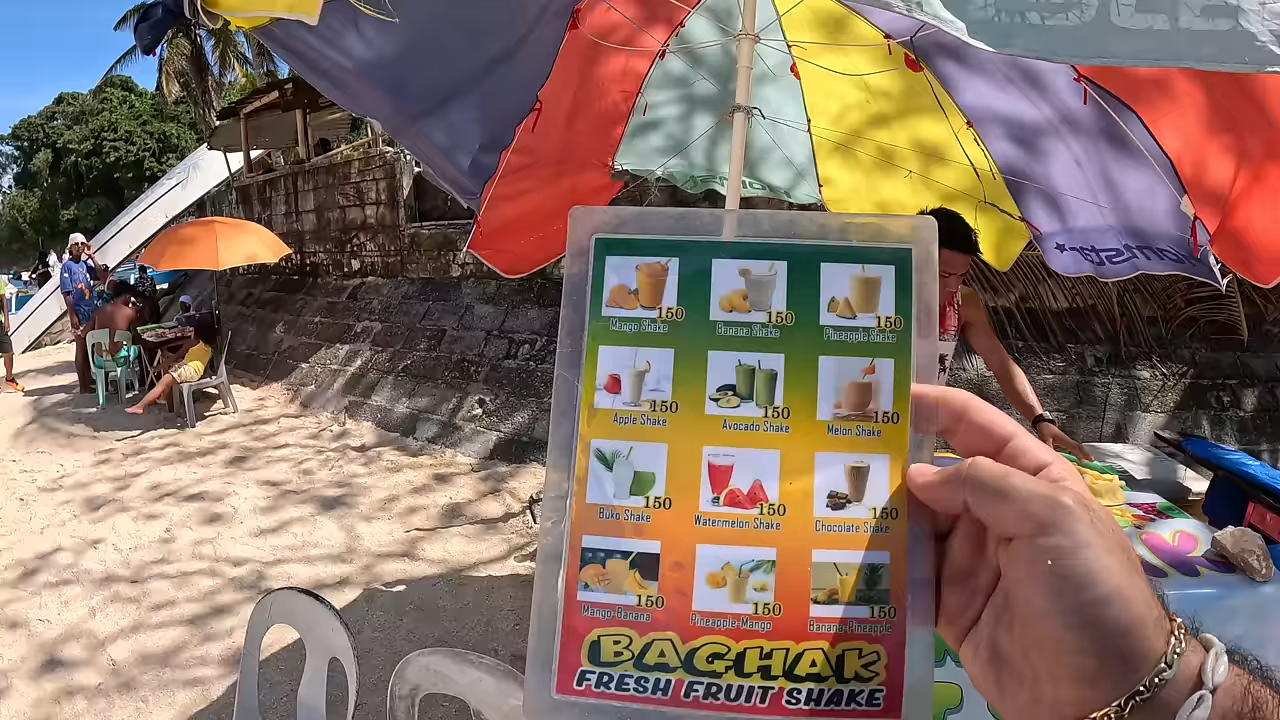 150 150 150
Mango Shake Banana Shake Pineapple Shake
150 150 150
Apple Shake Avocado Shake Melon Shake
150 150 150
Buko Shake Watermelon Shake Chocolate Shake
150 150 150
Mango-Banana Pineapple-Mango Banana-Pineapple
BAGHAK
FRESH FRUIT SHAKE